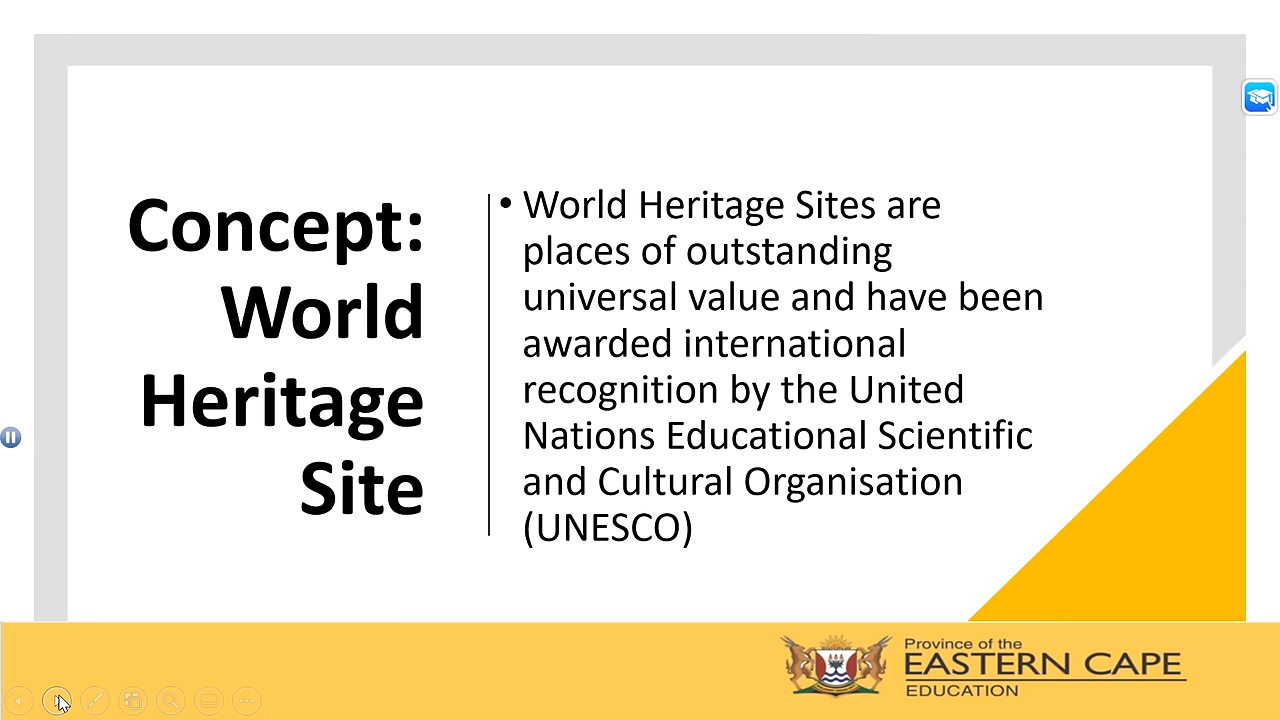 Concept:
World
Heritage
Site
• World Heritage Sites are
places of outstanding
universal value and have been
awarded international
recognition by the United
Nations Educational Scientific
and Cultural Organisation
(UNESCO)
Province of the
EASTERN CAPE
EDUCATION